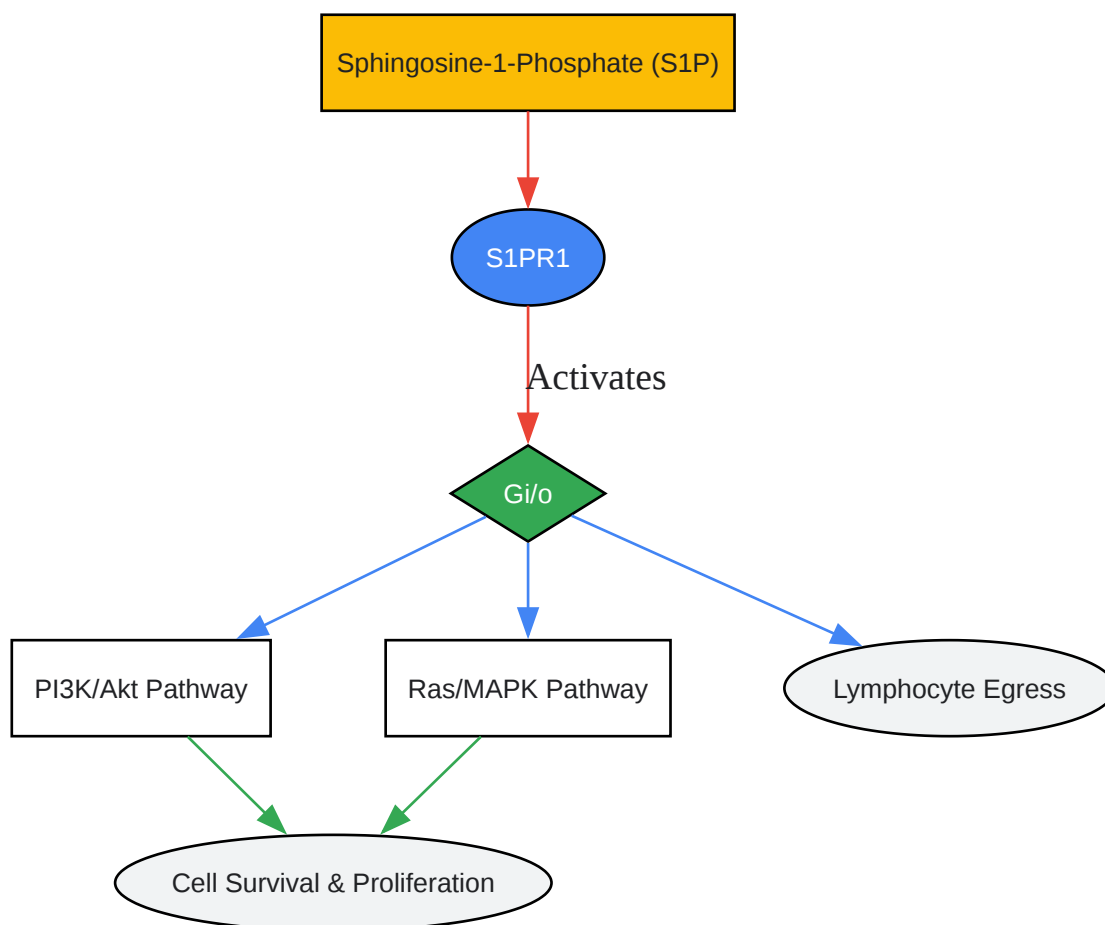 Sphingosine-1-Phosphate (S1P)
S1PR1
Activates
Gi/o
PI3K/Akt Pathway
Ras/MAPK Pathway
Lymphocyte Egress
Cell Survival & Proliferation